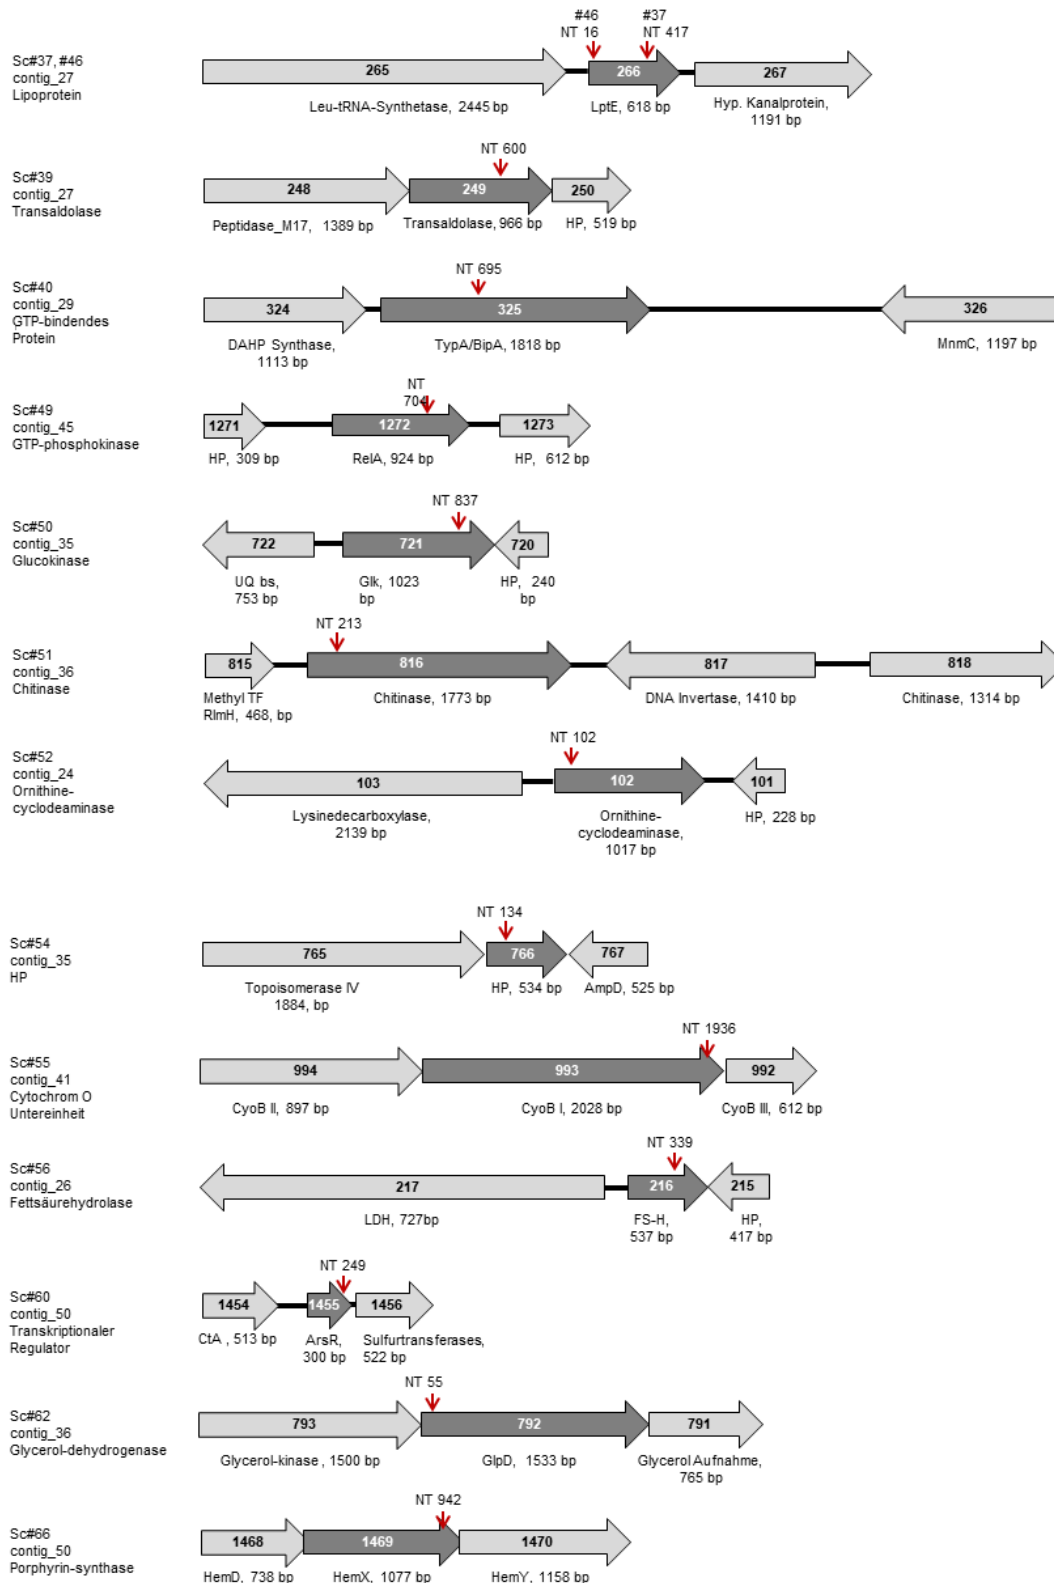 #46
NT 16
#37
NT 417
Sc#37, #46
contig_27
Lipoprotein
265
266
267
Leu-tRNA-Synthetase, 2445 bp
LptE, 618 bp
Hyp. Kanalprotein,
1191 bp
NT 600
Sc#39
contig_27
Transaldolase
248
249
250
Peptidase_M17, 1389 bp
Transaldolase, 966 bp
HP, 519 bp
NT 695
Sc#40
contig_29
GTP-bindendes
Protein
324
325
326
DAHP Synthase,
1113 bp
TypA/BipA, 1818 bp
MnmC, 1197 bp
NT
704
Sc#49
contig_45
GTP-phosphokinase
1271
1272
1273
HP, 309 bp
RelA, 924 bp
HP, 612 bp
NT 837
Sc#50
contig_35
Glucokinase
722
721
720
UQ bs,
753 bp
Glk, 1023
bp
HP, 240
bp
NT 213
Sc#51
contig_36
Chitinase
815
816
817
818
Methyl TF
RlmH, 468, bp
Chitinase, 1773 bp
DNA Invertase, 1410 bp
Chitinase, 1314 bp
NT 102
Sc#52
contig_24
Ornithine-
cyclodeaminase
103
102
101
Lysinedecarboxylase,
2139 bp
Ornithine-
cyclodeaminase,
1017 bp
HP, 228 bp
NT 134
Sc#54
contig_35
HP
765
766
767
Topoisomerase IV
1884, bp
HP, 534 bp
AmpD, 525 bp
NT 1936
Sc#55
contig_41
Cytochrom O
Untereinheit
994
993
992
CyoB II, 897 bp
CyoB I, 2028 bp
CyoB III, 612 bp
NT 339
Sc#56
contig_26
Fettsäurehydrolase
217
216
215
LDH, 727bp
FS-H,
537 bp
HP,
417 bp
NT 249
Sc#60
contig_50
Transkriptionaler
Regulator
1454
1455
1456
CtA , 513 bp
ArsR,
300 bp
Sulfurtransferases,
522 bp
NT 55
Sc#62
contig_36
Glycerol-dehydrogenase
793
792
791
Glycerol-kinase , 1500 bp
GlpD, 1533 bp
Glycerol Aufnahme,
765 bp
NT 942
Sc#66
contig_50
Porphyrin-synthase
1468
1469
1470
HemD, 738 bp
HemX, 1077 bp
HemY, 1158 bp